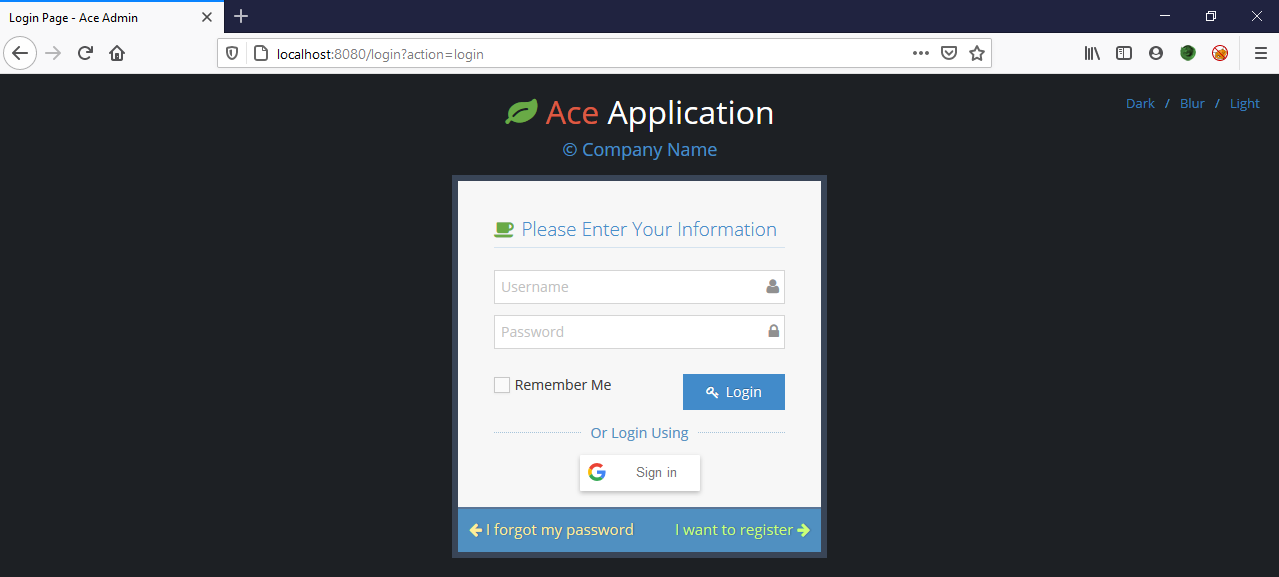 Login Page - Ace Admin
localhost:8080/login?action=login
Ace Application
Dark / Blur / Light
© Company Name
Please Enter Your Information
Username
Password
Remember Me
Login
Or Login Using
Sign in
I forgot my password
I want to register